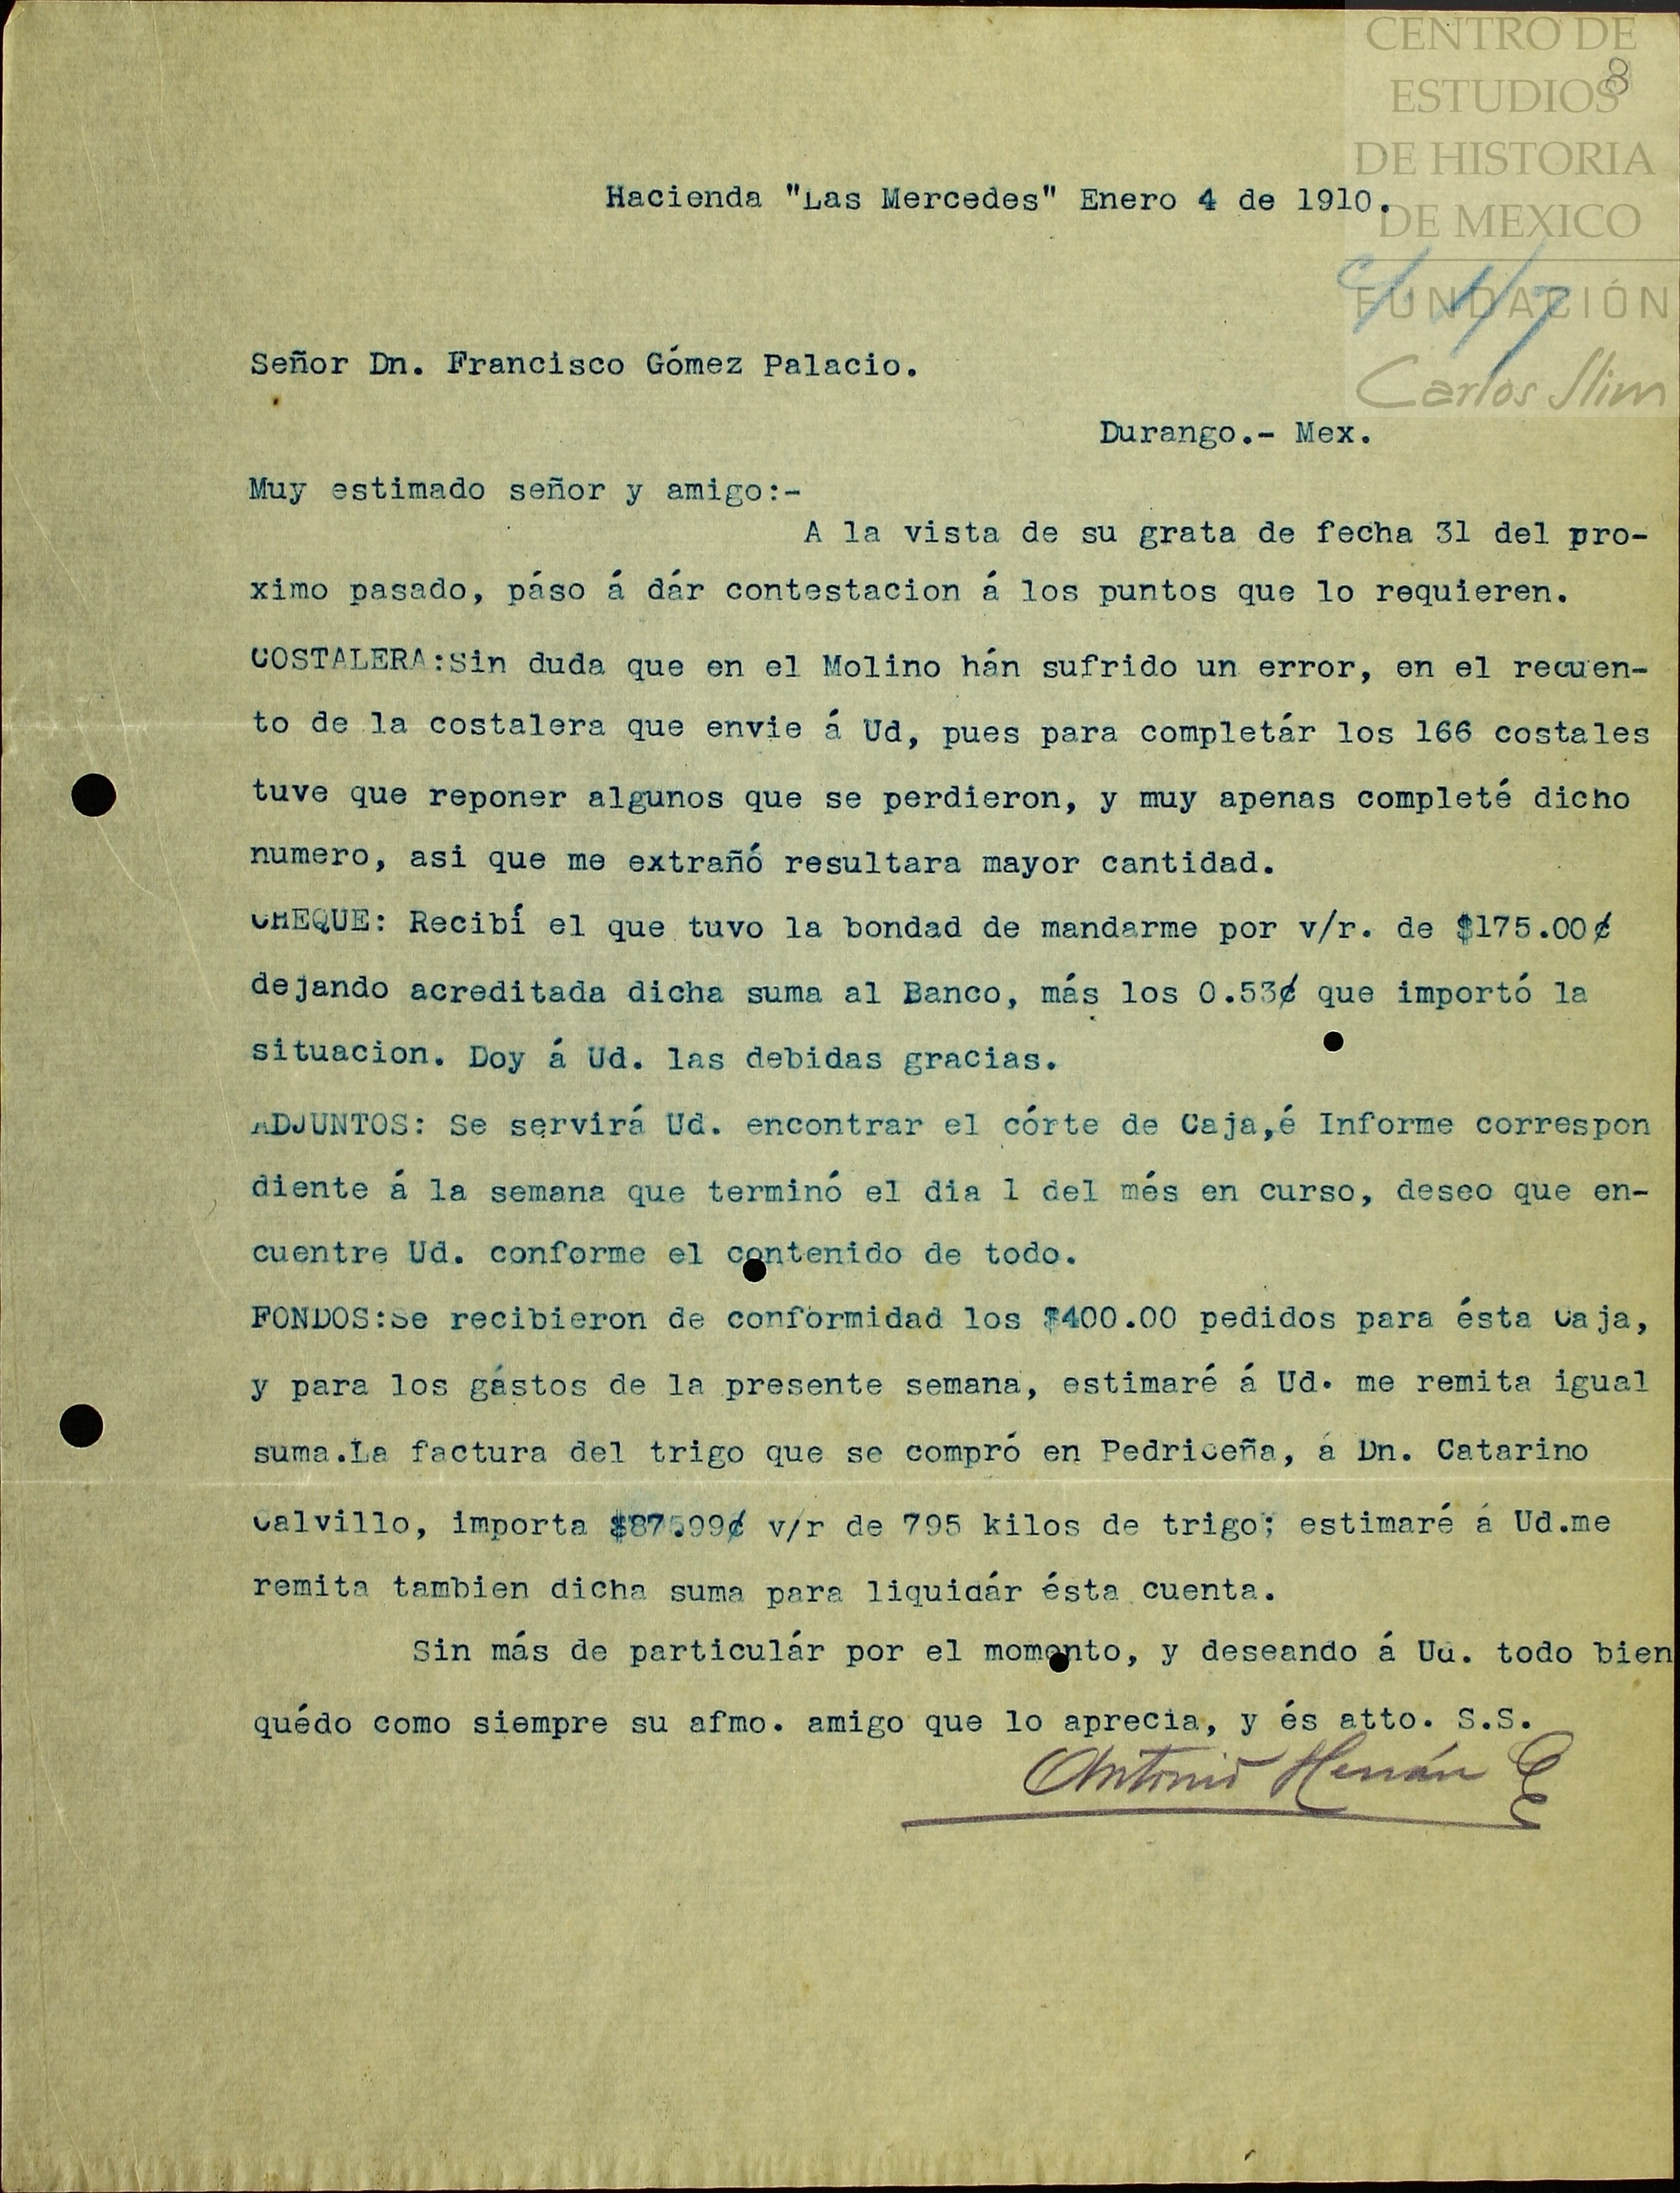 CENTRO DE
ESTUDIOS
8
DE HISTORIA
DE MEXICO
FUNDACIÓN
Carlos Slim
Hacienda "Las Mercedes" Enero 4 de 1910.
Señor Dn. Francisco Gómez Palacio.
Durango.- Mex.
Muy estimado señor y amigo:-
A la vista de su grata de fecha 31 del pro-
ximo pasado, páso á dár contestacion á los puntos que lo requieren.
COSTALERA:Sin duda que en el Molino hán sufrido un error, en el recuen-
to de la costalera que envie á Ud, pues para completár los 166 costales
tuve que reponer algunos que se perdieron, y muy apenas completé dicho
numero, asi que me extrañó resultara mayor cantidad.
CHEQUE: Recibí el que tuvo la bondad de mandarme por v/r. de $175.00¢
dejando acreditada dicha suma al Banco, más los 0.53¢ que importó la
situacion. Doy á Ud. las debidas gracias.
ADJUNTOS: Se servirá Ud. encontrar el córte de Caja,é Informe correspon
diente á la semana que terminó el dia 1 del més en curso, deseo que en-
cuentre Ud. conforme el contenido de todo.
FONDOS:Se recibieron de conformidad los $400.00 pedidos para ésta Caja,
y para los gástos de la presente semana, estimaré á Ud. me remita igual
suma.La factura del trigo que se compró en Pedriceña, á Dn. Catarino
Calvillo, importa $87.99¢ v/r de 795 kilos de trigo; estimaré á Ud.me
remita tambien dicha suma para liquidár ésta cuenta.
Sin más de particulár por el momento, y deseando á Ud. todo bien
quédo como siempre su afmo. amigo que lo aprecia, y és atto. S.S.
Antonio Hernán